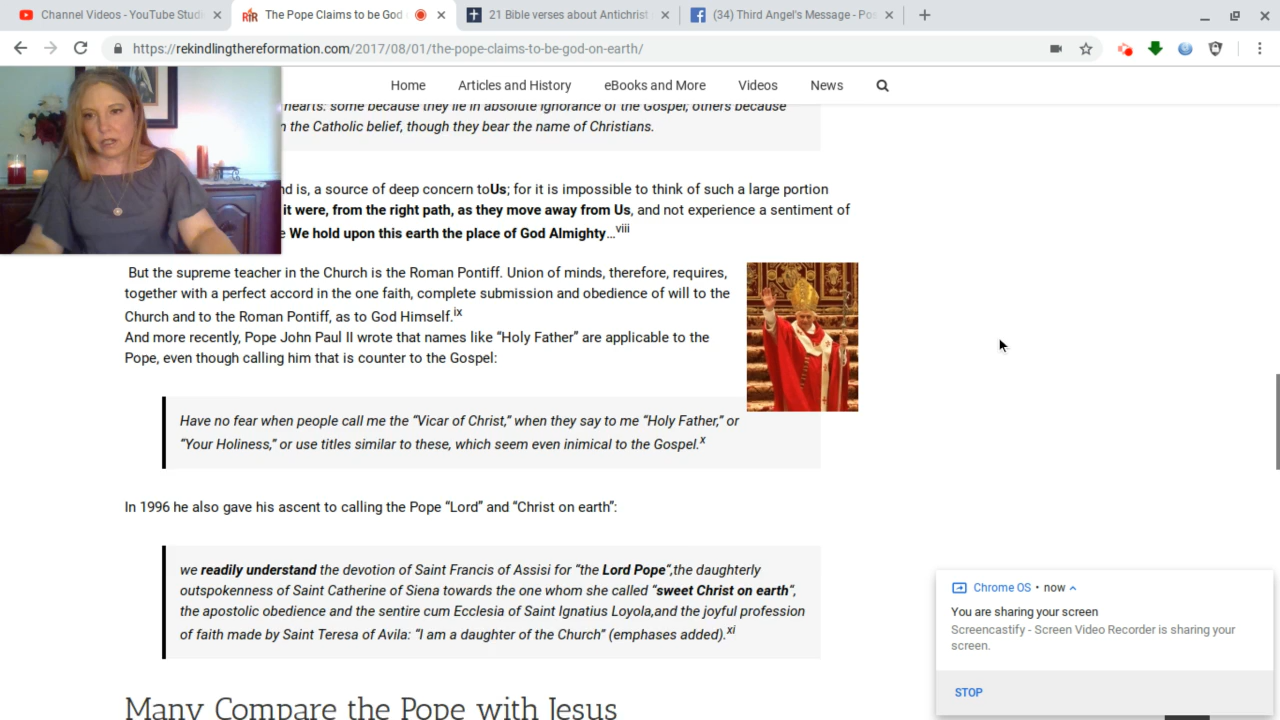 Channel Videos - YouTube Studi
The Pope Claims to be God
21 Bible verses about Antichrist
(34) Third Angel's Message - Pos
https://rekindlingthereformation.com/2017/08/01/the-pope-claims-to-be-god-on-earth/
Home Articles and History eBooks and More Videos News
hearts: some because they lie in absolute ignorance of the Gospel, others because
n the Catholic belief, though they bear the name of Christians.
nd is, a source of deep concern toUs; for it is impossible to think of such a large portion
it were, from the right path, as they move away from Us, and not experience a sentiment of
e We hold upon this earth the place of God Almighty…viii
But the supreme teacher in the Church is the Roman Pontiff. Union of minds, therefore, requires,
together with a perfect accord in the one faith, complete submission and obedience of will to the
Church and to the Roman Pontiff, as to God Himself.ix
And more recently, Pope John Paul II wrote that names like “Holy Father” are applicable to the
Pope, even though calling him that is counter to the Gospel:
Have no fear when people call me the “Vicar of Christ,” when they say to me “Holy Father,” or
“Your Holiness,” or use titles similar to these, which seem even inimical to the Gospel.x
In 1996 he also gave his ascent to calling the Pope “Lord” and “Christ on earth”:
we readily understand the devotion of Saint Francis of Assisi for “the Lord Pope“,the daughterly
outspokenness of Saint Catherine of Siena towards the one whom she called “sweet Christ on earth“,
the apostolic obedience and the sentire cum Ecclesia of Saint Ignatius Loyola,and the joyful profession
of faith made by Saint Teresa of Avila: “I am a daughter of the Church” (emphases added).xi
Many Compare the Pope with Jesus
Chrome OS • now
You are sharing your screen
Screencastify - Screen Video Recorder is sharing your
screen.
STOP